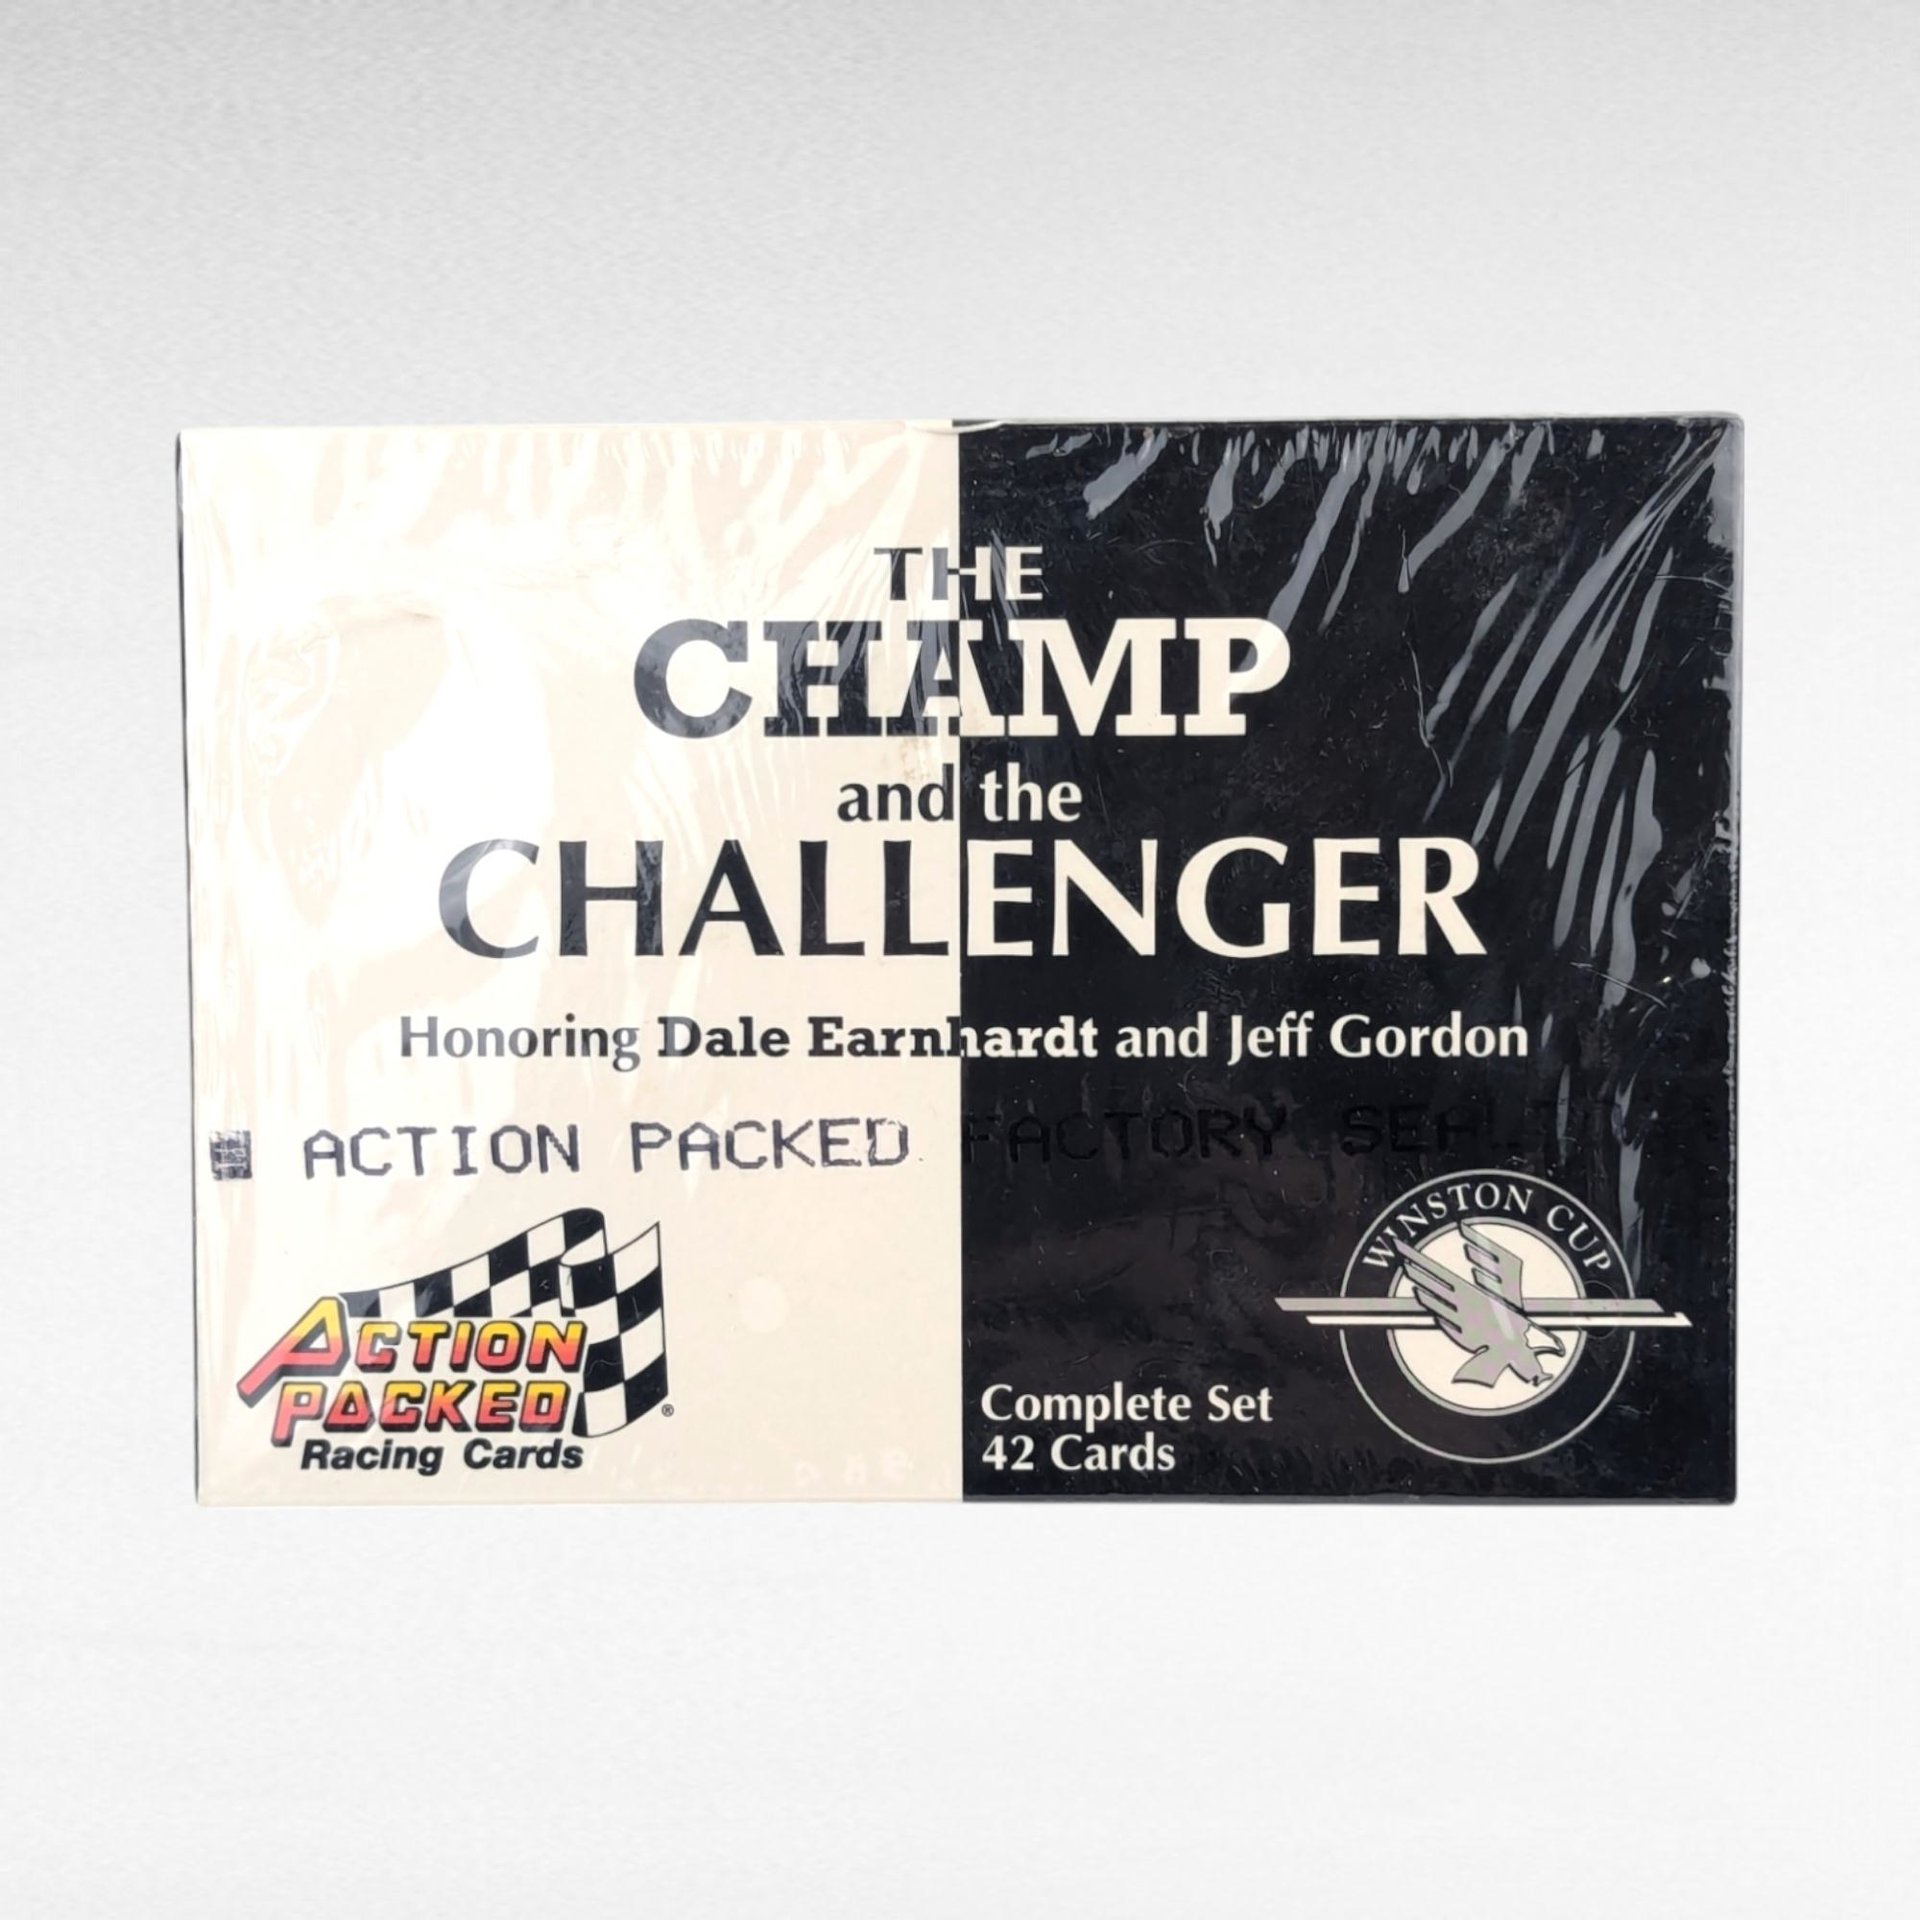 THE
CHAMP
and the
CHALLENGER
Honoring Dale Earnhardt and Jeff Gordon
ACTION PACKED FACTORY
ACTION
PACKED®
Racing Cards
WINSTON CUP
Complete Set
42 Cards